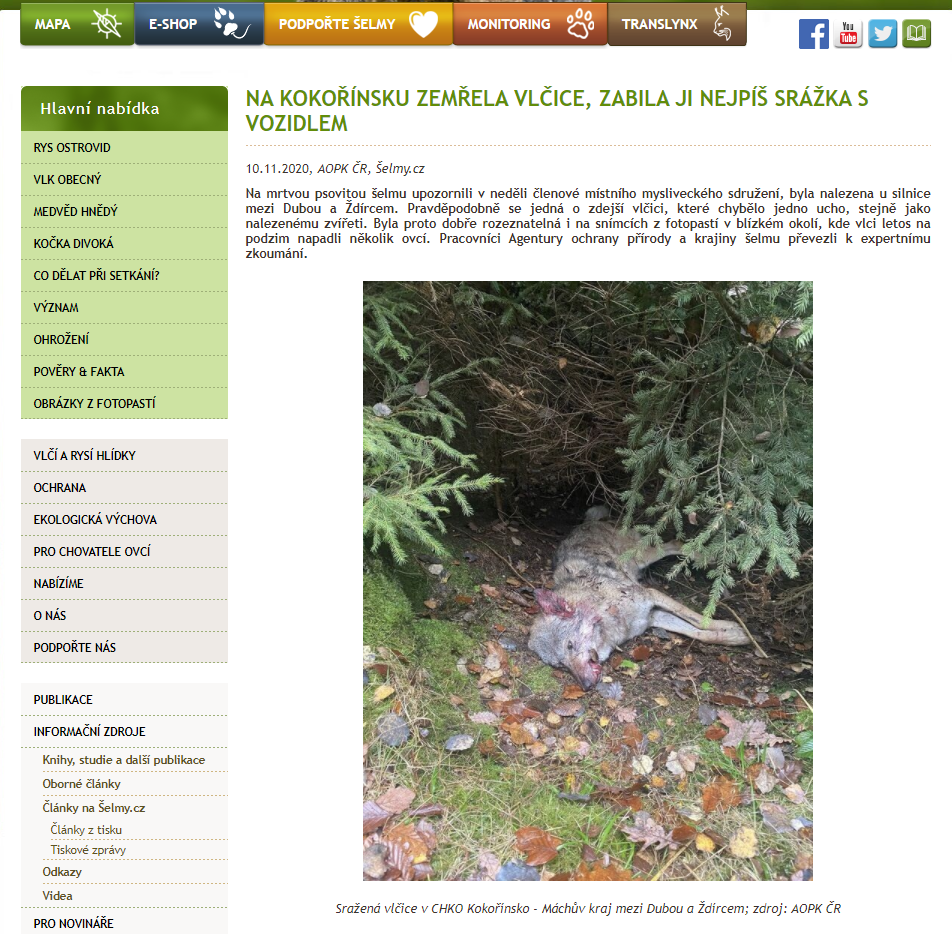 MAPA
E-SHOP
PODPOŘTE ŠELMY
MONITORING
TRANSLYNX
You
Tube
Hlavní nabídka
RYS OSTROVID
VLK OBECNÝ
MEDVĚD HNĚDÝ
KOČKA DIVOKÁ
CO DĚLAT PŘI SETKÁNÍ?
VÝZNAM
OHROŽENÍ
POVĚRY & FAKTA
OBRÁZKY Z FOTOPASTÍ
VLČÍ A RYSÍ HLÍDKY
OCHRANA
EKOLOGICKÁ VÝCHOVA
PRO CHOVATELE OVCÍ
NABÍZÍME
O NÁS
PODPOŘTE NÁS
PUBLIKACE
INFORMAČNÍ ZDROJE
Knihy, studie a další publikace
Oborné články
Články na Šelmy.cz
Články z tisku
Tiskové zprávy
Odkazy
Videa
PRO NOVINÁŘE
NA KOKOŘÍNSKU ZEMŘELA VLČICE, ZABILA JI NEJPÍŠ SRÁŽKA S
VOZIDLEM
10.11.2020, AOPK ČR, Šelmy.cz
Na mrtvou psovitou šelmu upozornili v neděli členové místního mysliveckého sdružení, byla nalezena u silnice
mezi Dubou a Ždírcem. Pravděpodobně se jedná o zdejší vlčici, které chybělo jedno ucho, stejně jako
nalezenému zvířeti. Byla proto dobře rozeznatelná i na snímcích z fotopastí v blízkém okolí, kde vlci letos na
podzim napadli několik ovcí. Pracovníci Agentury ochrany přírody a krajiny šelmu převezli k expertnímu
zkoumání.
Sražená vlčice v CHKO Kokořínsko - Máchův kraj mezi Dubou a Ždírcem; zdroj: AOPK ČR